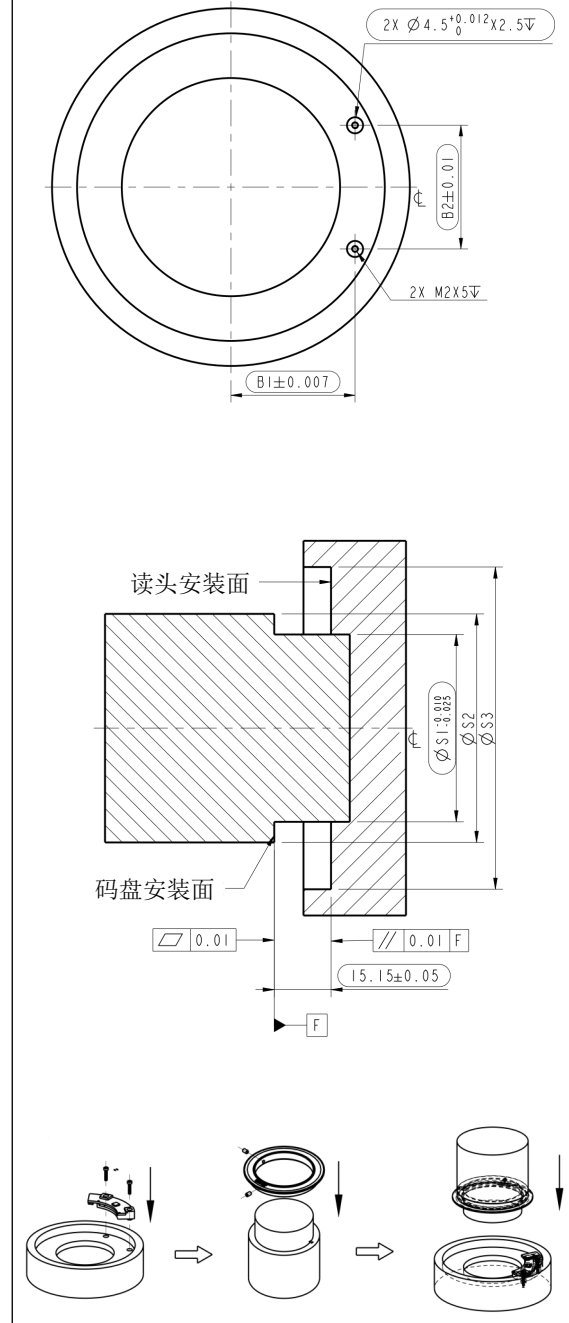 2X Ø4.5 +0.012 0 X2.5↧
B2±0.01
℄
2X M2X5↧
B1±0.007
读头安装面
ØS1 -0.010 -0.025
ØS2
ØS3
℄
码盘安装面
⏥ 0.01
// 0.01 F
15.15±0.05
F